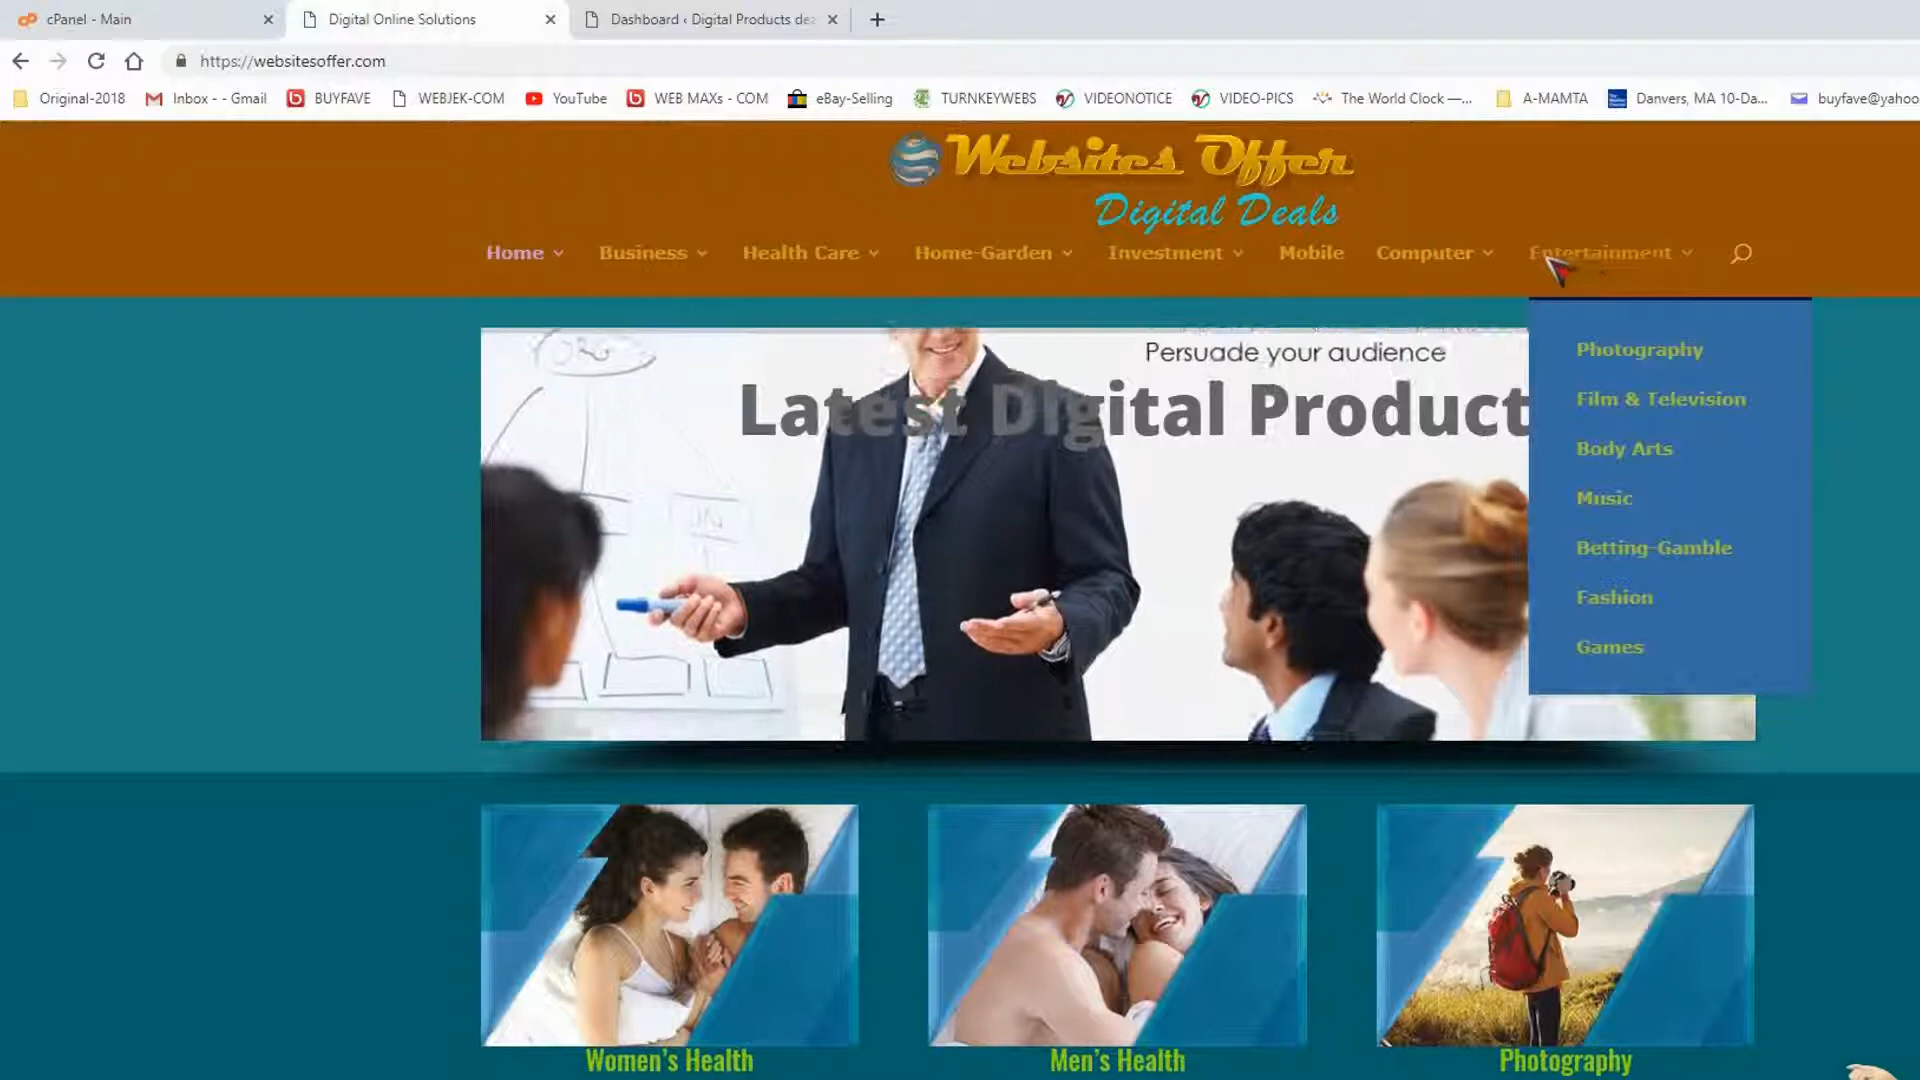 cPanel - Main
Digital Online Solutions
Dashboard ‹ Digital Products dea
https://websitesoffer.com
Original-2018
Inbox - - Gmail
BUYFAVE
WEBJEK-COM
YouTube
WEB MAXs - COM
eBay-Selling
TURNKEYWEBS
VIDEONOTICE
VIDEO-PICS
The World Clock —...
A-MAMTA
Danvers, MA 10-Da...
buyfave@yahoo
Websites Offer
Digital Deals
Home
Business
Health Care
Home-Garden
Investment
Mobile
Computer
Entertainment
Persuade your audience
Latest Digital Product
Photography
Film & Television
Body Arts
Music
Betting-Gamble
Fashion
Games
Women's Health
Men's Health
Photography